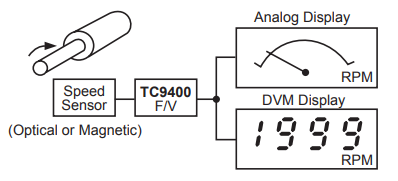 Analog Display
RPM
Speed
Sensor
TC9400
F/V
(Optical or Magnetic)
DVM Display
1999
RPM